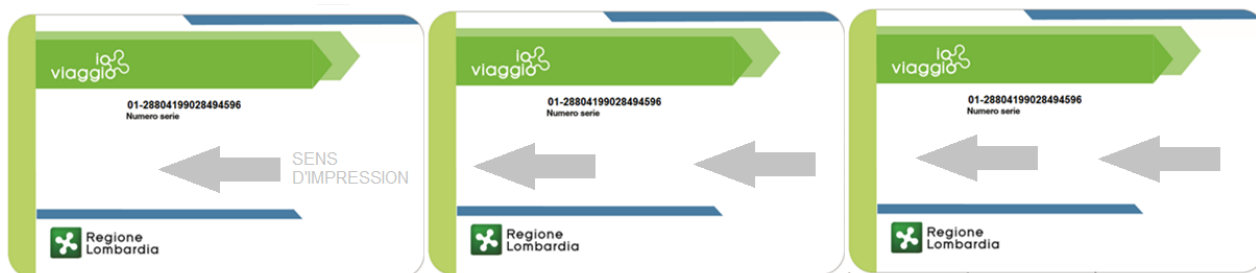 io
viaggio
01-28804199028494596
Numero serie
SENS
D'IMPRESSION
Regione
Lombardia
io
viaggio
01-28804199028494596
Numero serie
Regione
Lombardia
io
viaggio
01-28804199028494596
Numero serie
Regione
Lombardia